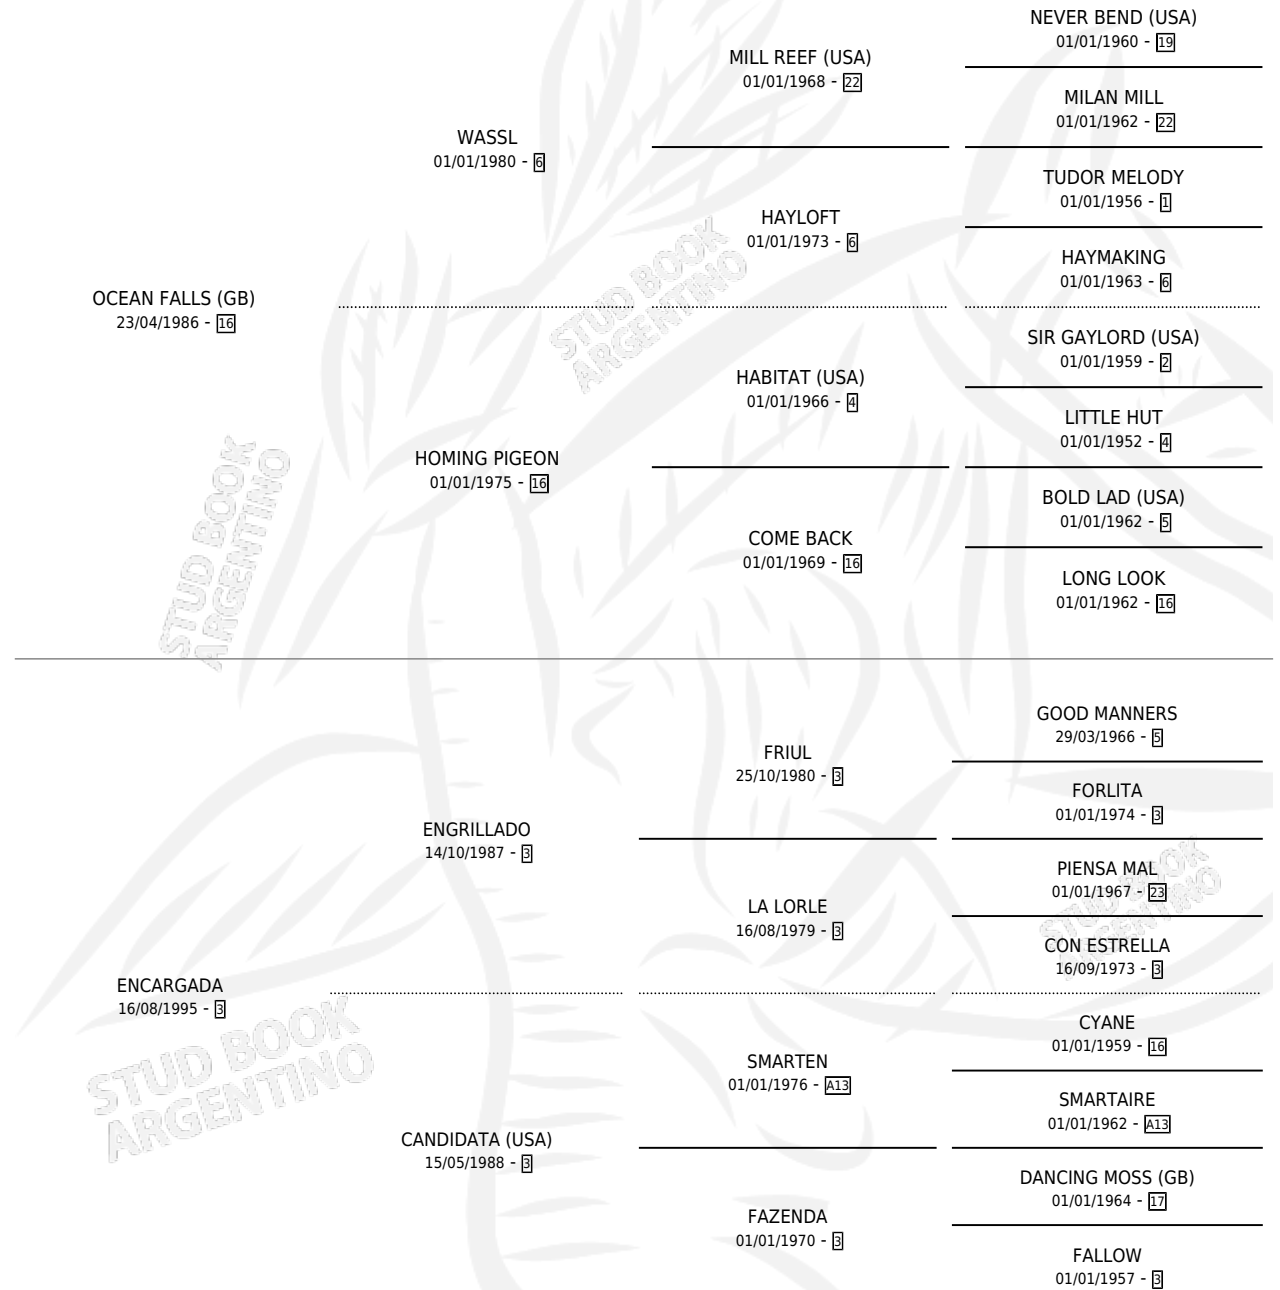 NEVER BEND (USA)
01/01/1960 - 19
MILL REEF (USA)
01/01/1968 - 22
MILAN MILL
01/01/1962 - 22
WASSL
01/01/1980 - 6
TUDOR MELODY
01/01/1956 - 1
HAYLOFT
01/01/1973 - 6
HAYMAKING
01/01/1963 - 6
OCEAN FALLS (GB)
23/04/1986 - 16
SIR GAYLORD (USA)
01/01/1959 - 2
HABITAT (USA)
01/01/1966 - 4
LITTLE HUT
01/01/1952 - 4
HOMING PIGEON
01/01/1975 - 16
BOLD LAD (USA)
01/01/1962 - 5
COME BACK
01/01/1969 - 16
LONG LOOK
01/01/1962 - 16
GOOD MANNERS
29/03/1966 - 5
FRIUL
25/10/1980 - 3
FORLITA
01/01/1974 - 3
ENGRILLADO
14/10/1987 - 3
PIENSA MAL
01/01/1967 - 23
LA LORLE
16/08/1979 - 3
CON ESTRELLA
16/09/1973 - 3
ENCARGADA
16/08/1995 - 3
CYANE
01/01/1959 - 16
SMARTEN
01/01/1976 - A13
SMARTAIRE
01/01/1962 - A13
CANDIDATA (USA)
15/05/1988 - 3
DANCING MOSS (GB)
01/01/1964 - 17
FAZENDA
01/01/1970 - 3
FALLOW
01/01/1957 - 3
STUD BOOK
ARGENTINO
STUD BOOK
ARGENTINO
STUD BOOK
ARGENTINO
STUD BOOK
ARGENTINO